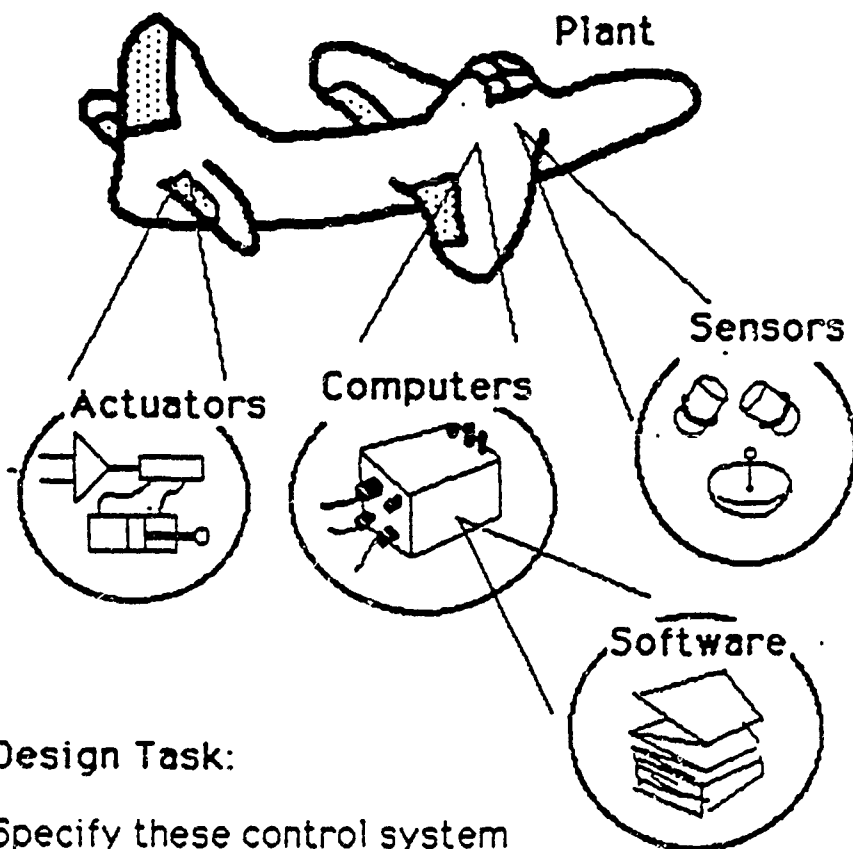 Plant
Sensors
Actuators
Computers
Software
Design Task:
Specify these control system